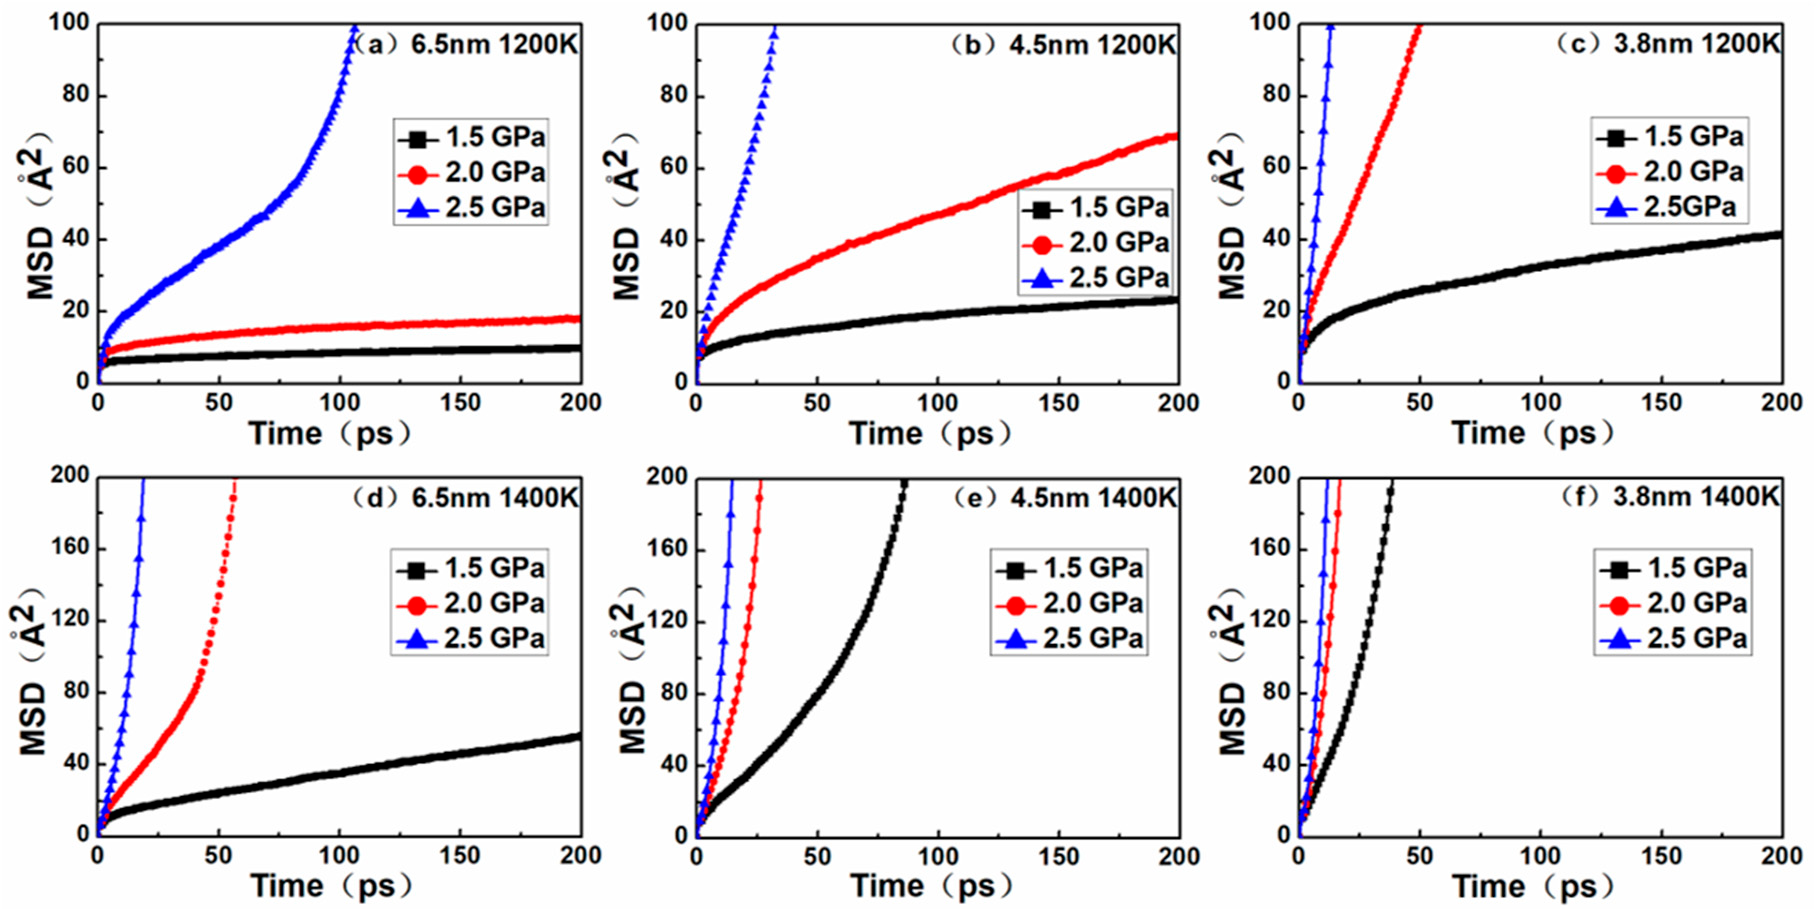 (a) 6.5nm 1200K
MSD (Å2)
100
80
60
40
20
0
1.5 GPa
2.0 GPa
2.5 GPa
0 50 100 150 200
Time (ps)
(b) 4.5nm 1200K
MSD (Å2)
100
80
60
40
20
0
1.5 GPa
2.0 GPa
2.5 GPa
0 50 100 150 200
Time (ps)
(c) 3.8nm 1200K
MSD (Å2)
100
80
60
40
20
0
1.5 GPa
2.0 GPa
2.5GPa
0 50 100 150 200
Time (ps)
(d) 6.5nm 1400K
MSD (Å2)
200
160
120
80
40
0
1.5 GPa
2.0 GPa
2.5 GPa
0 50 100 150 200
Time (ps)
(e) 4.5nm 1400K
MSD (Å2)
200
160
120
80
40
0
1.5 GPa
2.0 GPa
2.5 GPa
0 50 100 150 200
Time (ps)
(f) 3.8nm 1400K
MSD (Å2)
200
160
120
80
40
0
1.5 GPa
2.0 GPa
2.5 GPa
0 50 100 150 200
Time (ps)